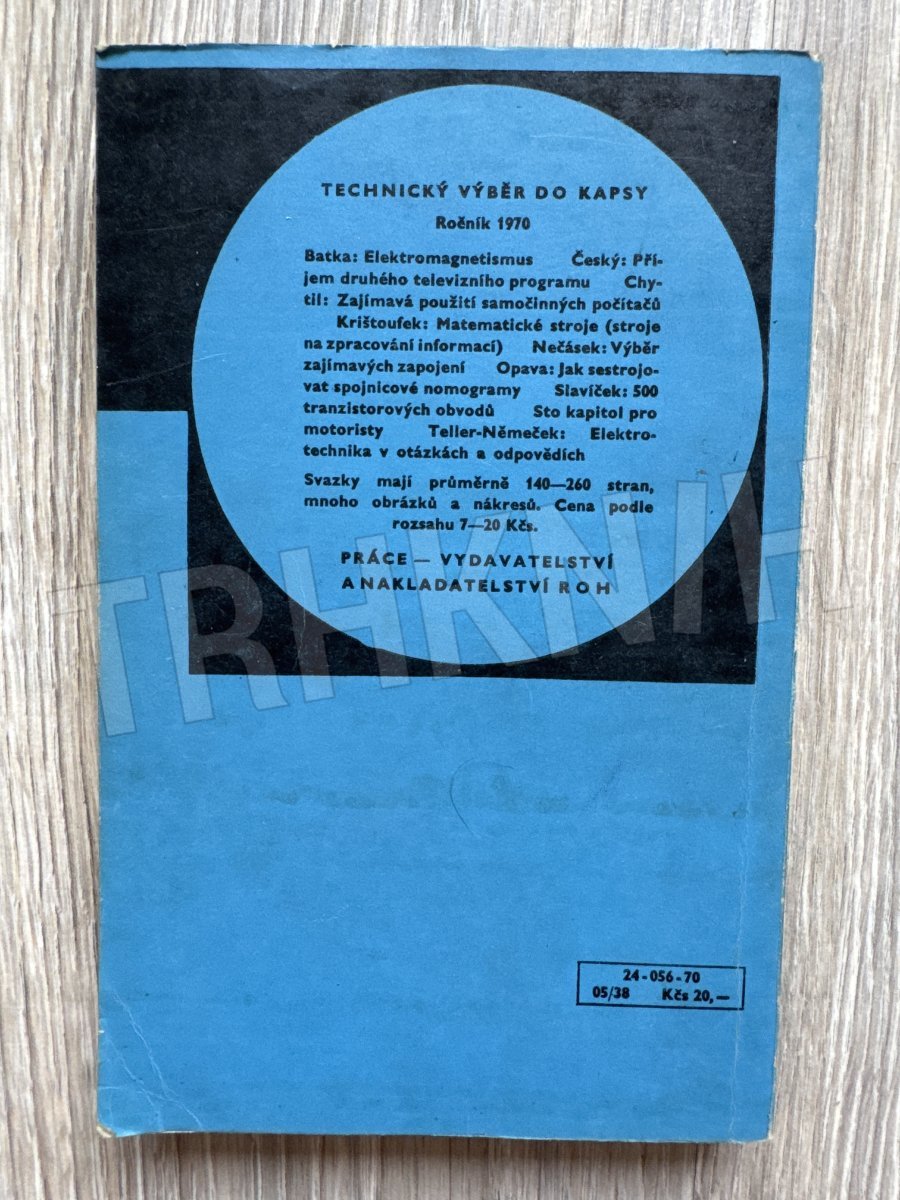 TECHNICKÝ VÝBĚR DO KAPSY
Ročník 1970
Batka: Elektromagnetismus Český: Pří-
jem druhého televizního programu Chy-
til: Zajímavá použití samočinných počítačů
Krištoufek: Matematické stroje (stroje
na zpracování informací) Nečásek: Výběr
zajímavých zapojení Opava: Jak sestrojo-
vat spojnicové nomogramy Slavíček: 500
tranzistorových obvodů Sto kapitol pro
motoristy Teller-Němeček: Elektro-
technika v otázkách a odpovědích
Svazky mají průměrně 140—260 stran,
mnoho obrázků a nákresů. Cena podle
rozsahu 7—20 Kčs.
PRÁCE — VYDAVATELSTVÍ
A NAKLADATELSTVÍ ROH
TRHKNIH
24-056-70
05/38 Kčs 20,—